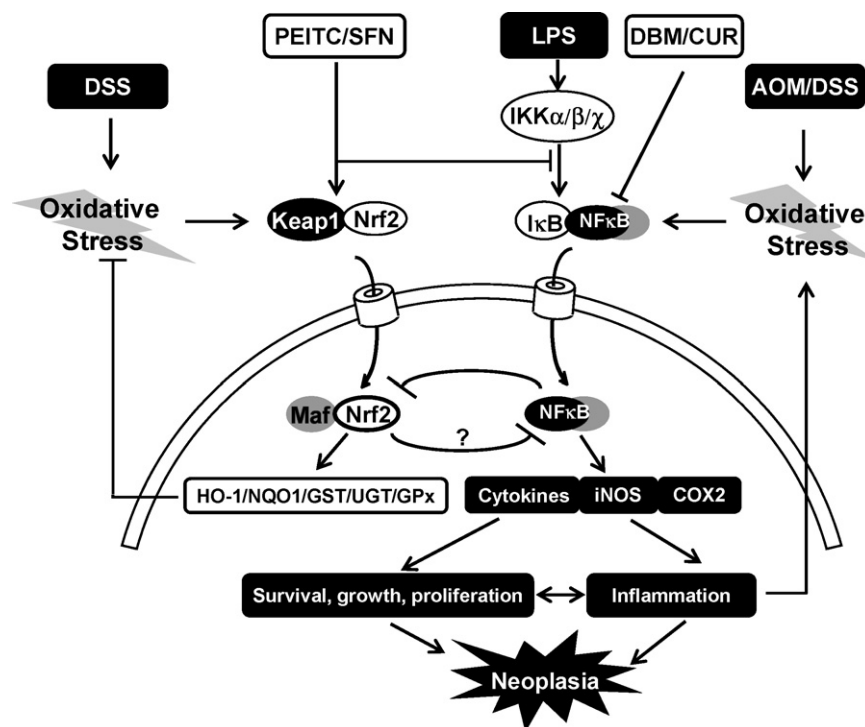 PEITC/SFN
LPS
DBM/CUR
DSS
AOM/DSS
IKKα/β/χ
Oxidative
Stress
Keap1
Nrf2
IκB
NFκB
Oxidative
Stress
Maf
Nrf2
NFκB
?
HO-1/NQO1/GST/UGT/GPx
Cytokines
iNOS
COX2
Survival, growth, proliferation
Inflammation
Neoplasia